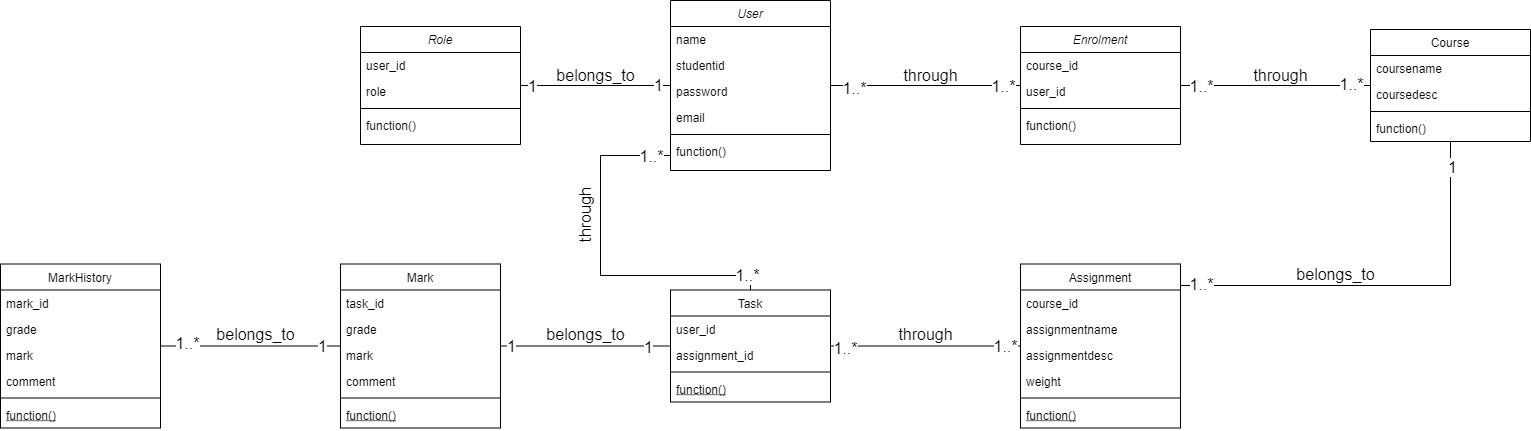 Role
user_id
role
function()
1
belongs_to
1
User
name
studentid
password
email
function()
1..*
through
1..*
Enrolment
course_id
user_id
function()
1..*
through
1..*
Course
coursename
coursedesc
function()
1..*
through
1..*
1
belongs_to
1..*
MarkHistory
mark_id
grade
mark
comment
function()
1..*
belongs_to
1
Mark
task_id
grade
mark
comment
function()
1
belongs_to
1
Task
user_id
assignment_id
function()
1..*
through
1..*
Assignment
course_id
assignmentname
assignmentdesc
weight
function()